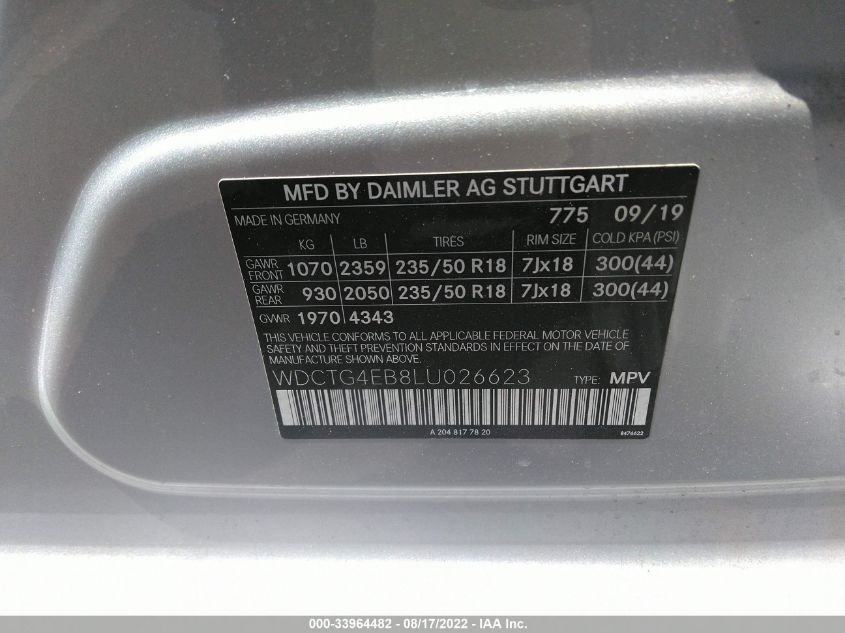 MFD BY DAIMLER AG STUTTGART
MADE IN GERMANY 775 09/19
KG LB TIRES RIM SIZE COLD KPA (PSI)
GAWR FRONT 1070 2359 235/50 R18 7Jx18 300(44)
GAWR REAR 930 2050 235/50 R18 7Jx18 300(44)
GVWR 1970 4343
THIS VEHICLE CONFORMS TO ALL APPLICABLE FEDERAL MOTOR VEHICLE
SAFETY AND THEFT PREVENTION STANDARDS IN EFFECT ON THE DATE OF
MANUFACTURE SHOWN ABOVE.
WDCTG4EB8LU026623 TYPE: MPV
A 204 817 78 20 8476622
000-33964482 - 08/17/2022 - IAA Inc.